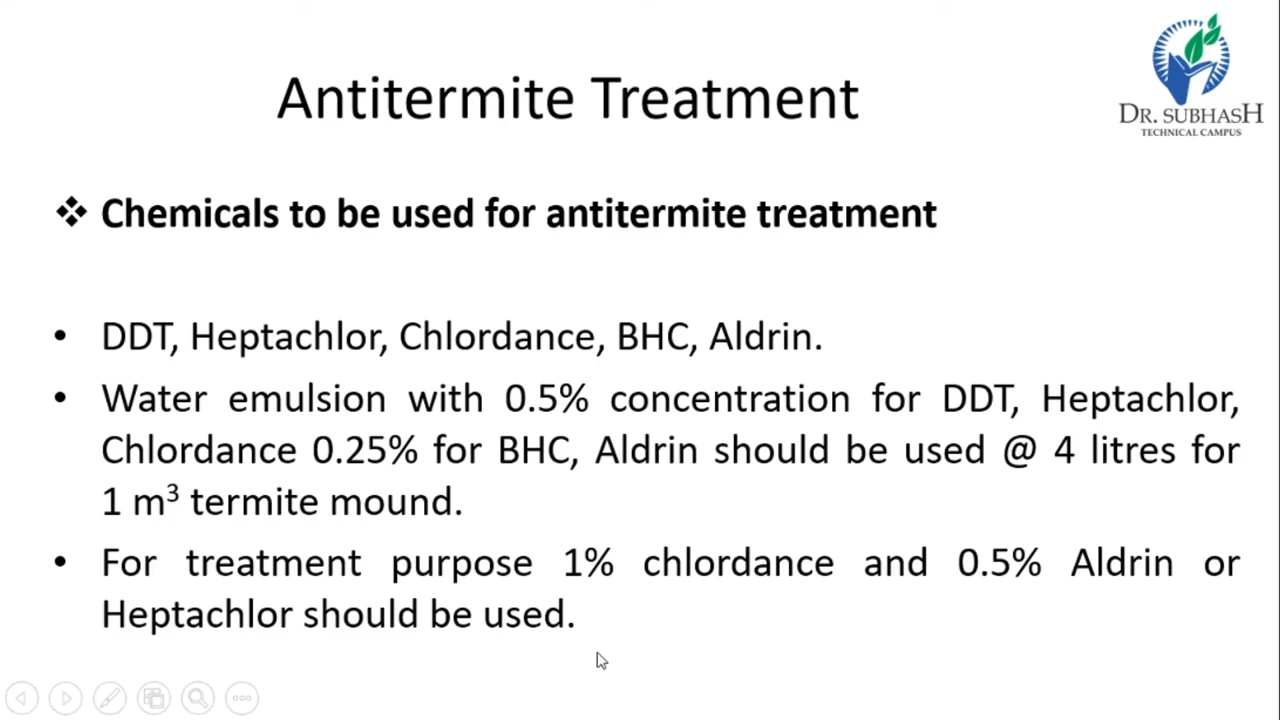 DR. SUBHASH
TECHNICAL CAMPUS
Antitermite Treatment
❖ Chemicals to be used for antitermite treatment
• DDT, Heptachlor, Chlordance, BHC, Aldrin.
• Water emulsion with 0.5% concentration for DDT, Heptachlor,
Chlordance 0.25% for BHC, Aldrin should be used @ 4 litres for
1 m³ termite mound.
• For treatment purpose 1% chlordance and 0.5% Aldrin or
Heptachlor should be used.